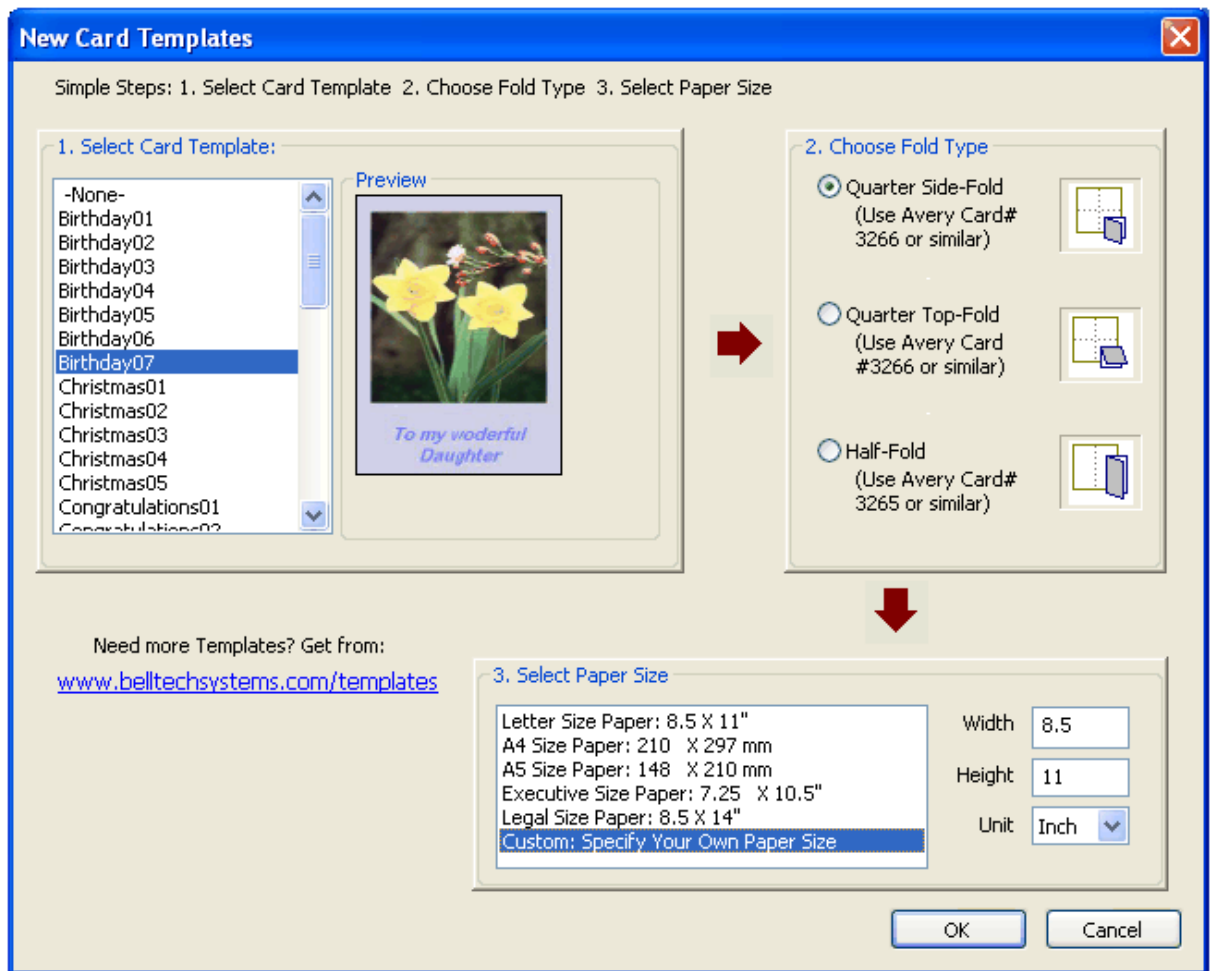 New Card Templates
Simple Steps: 1. Select Card Template 2. Choose Fold Type 3. Select Paper Size
1. Select Card Template:
-None-
Birthday01
Birthday02
Birthday03
Birthday04
Birthday05
Birthday06
Birthday07
Christmas01
Christmas02
Christmas03
Christmas04
Christmas05
Congratulations01
Congratulations02
Preview
To my woderful
Daughter
2. Choose Fold Type
Quarter Side-Fold
(Use Avery Card#
3266 or similar)
Quarter Top-Fold
(Use Avery Card
#3266 or similar)
Half-Fold
(Use Avery Card#
3265 or similar)
Need more Templates? Get from:
www.belltechsystems.com/templates
3. Select Paper Size
Letter Size Paper: 8.5 X 11"
A4 Size Paper: 210 X 297 mm
A5 Size Paper: 148 X 210 mm
Executive Size Paper: 7.25 X 10.5"
Legal Size Paper: 8.5 X 14"
Custom: Specify Your Own Paper Size
Width 8.5
Height 11
Unit Inch
OK Cancel